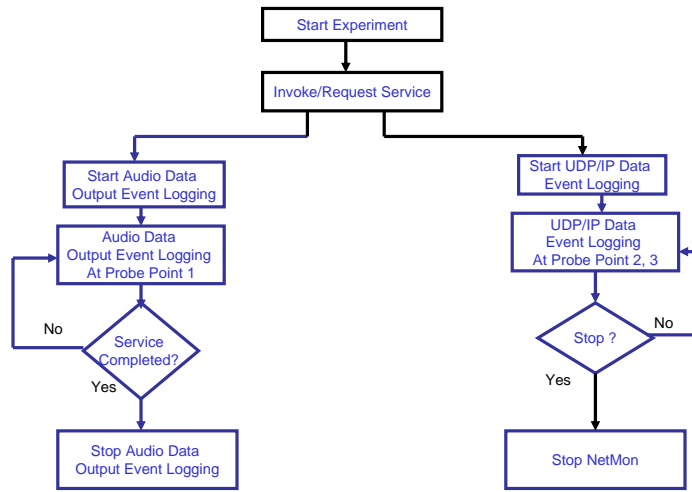 Start Experiment
Invoke/Request Service
Start Audio Data
Output Event Logging
Audio Data
Output Event Logging
At Probe Point 1
No
Service
Completed?
Yes
Stop Audio Data
Output Event Logging
Start UDP/IP Data
Event Logging
UDP/IP Data
Event Logging
At Probe Point 2, 3
Stop ?
No
Yes
Stop NetMon